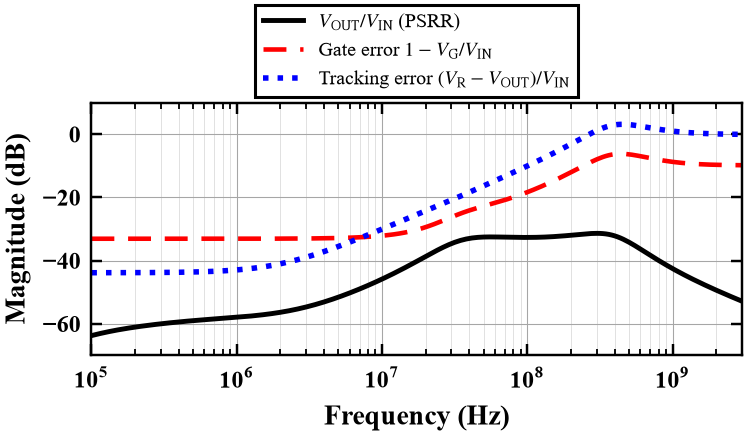 V_OUT/V_IN (PSRR)
Gate error 1 − V_G/V_IN
Tracking error (V_R − V_OUT)/V_IN
Magnitude (dB)
0
−20
−40
−60
10^5 10^6 10^7 10^8 10^9
Frequency (Hz)